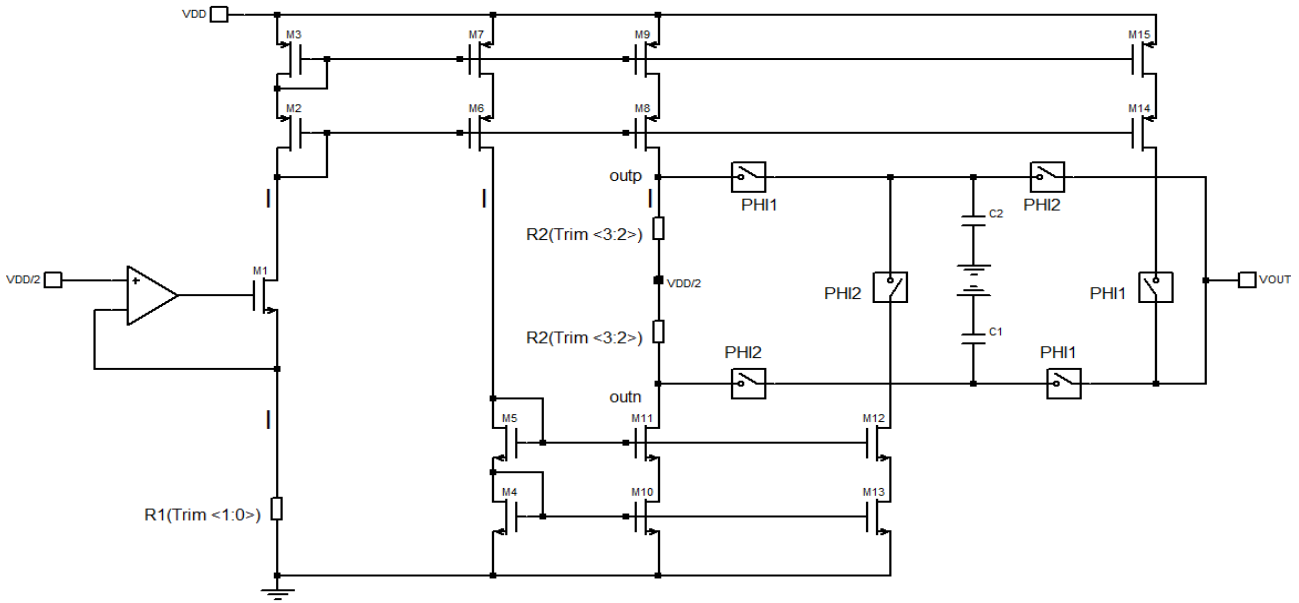 VDD
M3
M7
M9
M15
M2
M6
M8
M14
outp
I
I
I
PHI1
PHI2
C2
R2(Trim <3:2>)
M1
VDD/2
+
VDD/2
PHI2
PHI1
VOUT
R2(Trim <3:2>)
C1
PHI2
PHI1
outn
I
M5
M11
M12
M4
M10
M13
R1(Trim <1:0>)